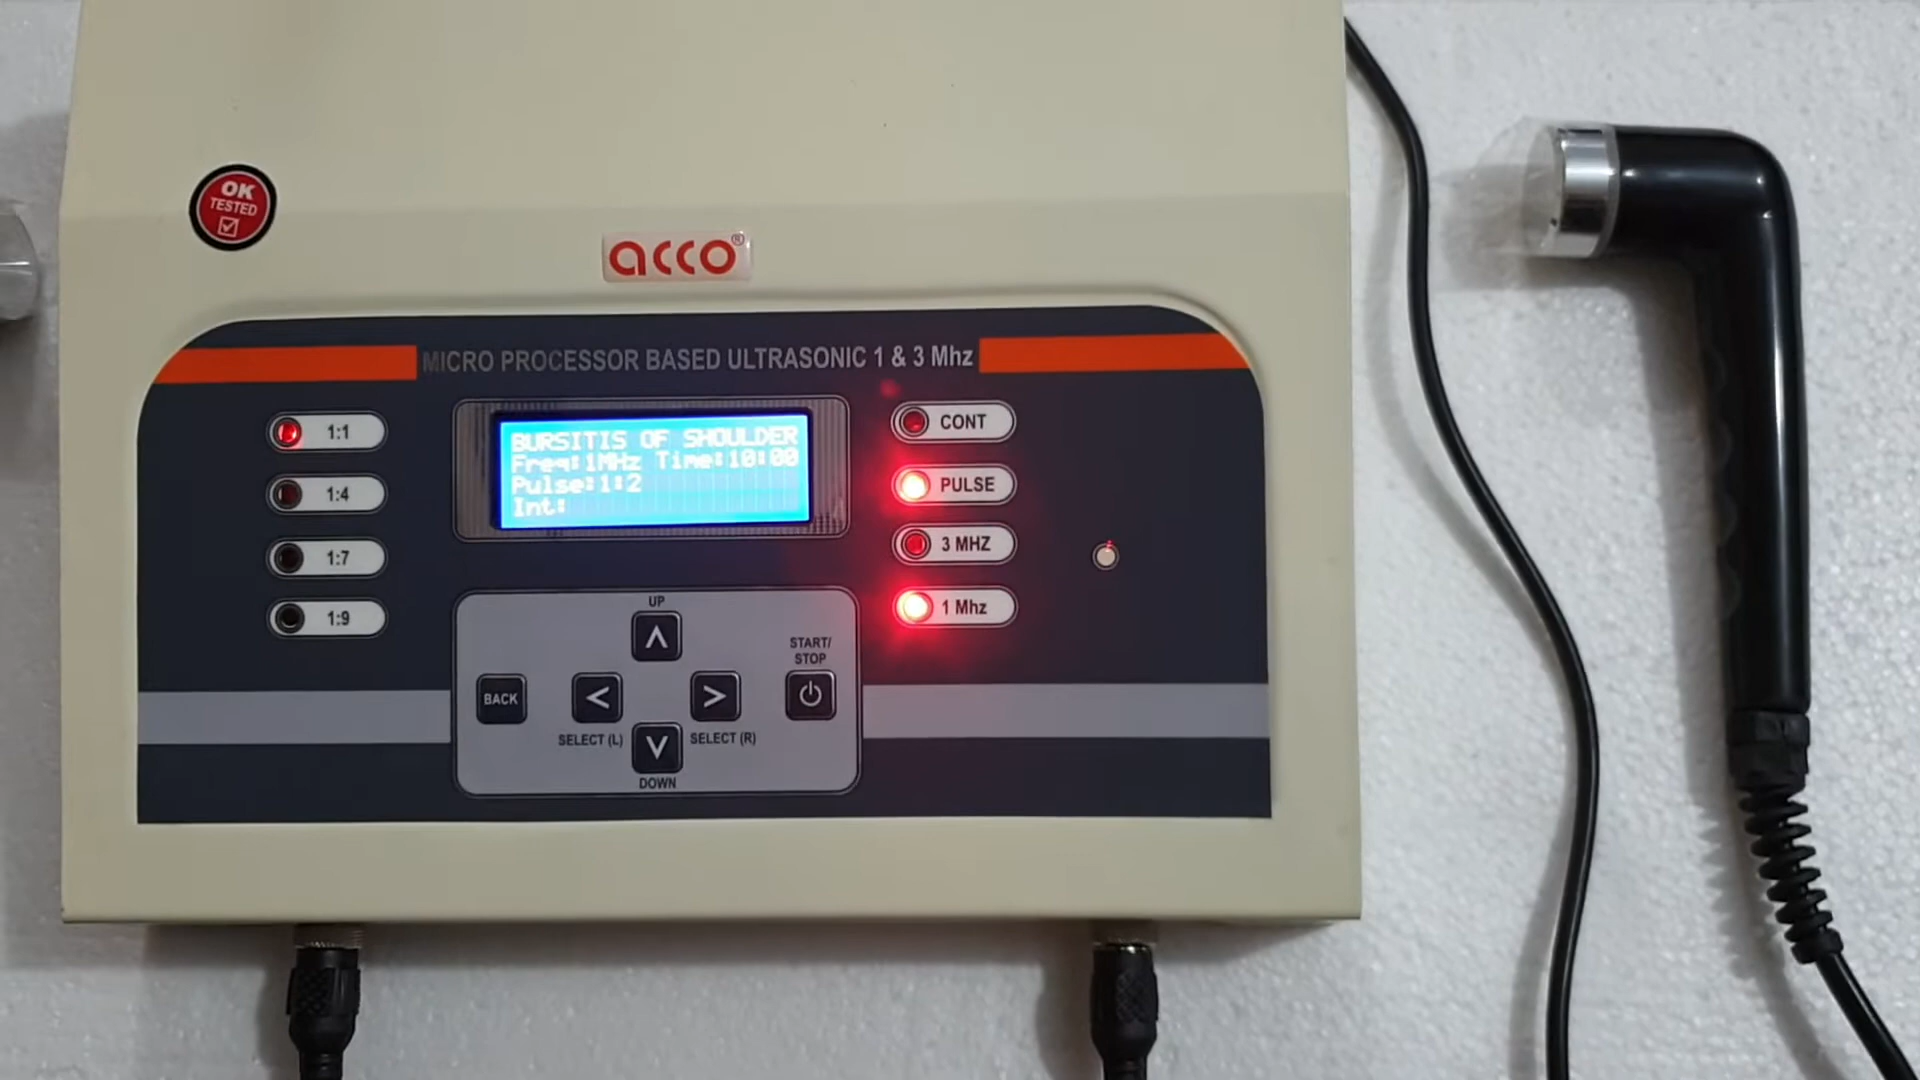 OK
TESTED
acco®
MICRO PROCESSOR BASED ULTRASONIC 1 & 3 Mhz
1:1
1:4
1:7
1:9
BURSITIS OF SHOULDER
Freq:1MHz Time:10:00
Pulse:1:2
Int:
CONT
PULSE
3 MHZ
1 Mhz
UP
START/
STOP
BACK
SELECT (L)
SELECT (R)
DOWN